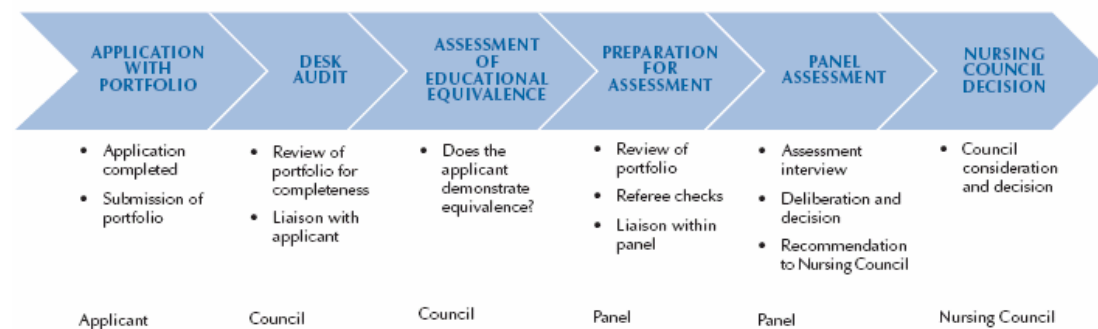 APPLICATION
WITH
PORTFOLIO
DESK
AUDIT
ASSESSMENT
OF
EDUCATIONAL
EQUIVALENCE
PREPARATION
FOR
ASSESSMENT
PANEL
ASSESSMENT
NURSING
COUNCIL
DECISION
• Application
completed
• Submission of
portfolio
• Review of
portfolio for
completeness
• Liaison with
applicant
• Does the
applicant
demonstrate
equivalence?
• Review of
portfolio
• Referee checks
• Liaison within
panel
• Assessment
interview
• Deliberation and
decision
• Recommendation
to Nursing Council
• Council
consideration
and decision
Applicant
Council
Council
Panel
Panel
Nursing Council